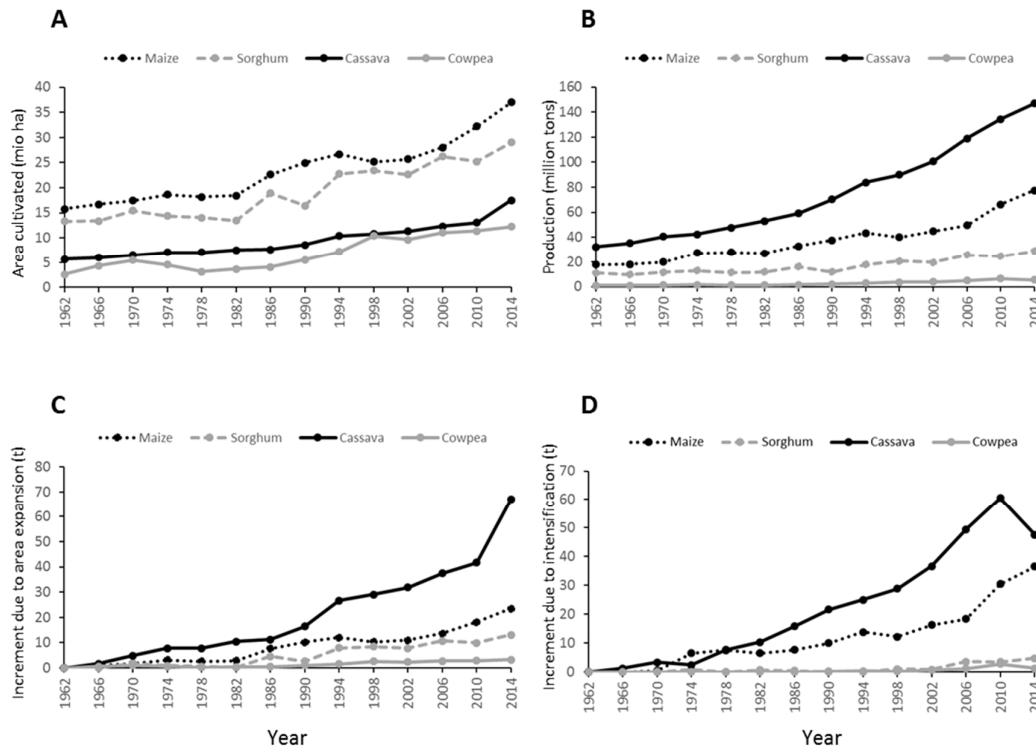 A
Maize Sorghum Cassava Cowpea
Area cultivated (mio ha)
40
35
30
25
20
15
10
5
0
1962 1966 1970 1974 1978 1982 1986 1990 1994 1998 2002 2006 2010 2014
B
Maize Sorghum Cassava Cowpea
Production (million tons)
160
140
120
100
80
60
40
20
0
1962 1966 1970 1974 1978 1982 1986 1990 1994 1998 2002 2006 2010 2014
C
Maize Sorghum Cassava Cowpea
Increment due to area expansion (t)
80
70
60
50
40
30
20
10
0
1962 1966 1970 1974 1978 1982 1986 1990 1994 1998 2002 2006 2010 2014
Year
D
Maize Sorghum Cassava Cowpea
Increment due to intensification (t)
70
60
50
40
30
20
10
0
1962 1966 1970 1974 1978 1982 1986 1990 1994 1998 2002 2006 2010 2014
Year